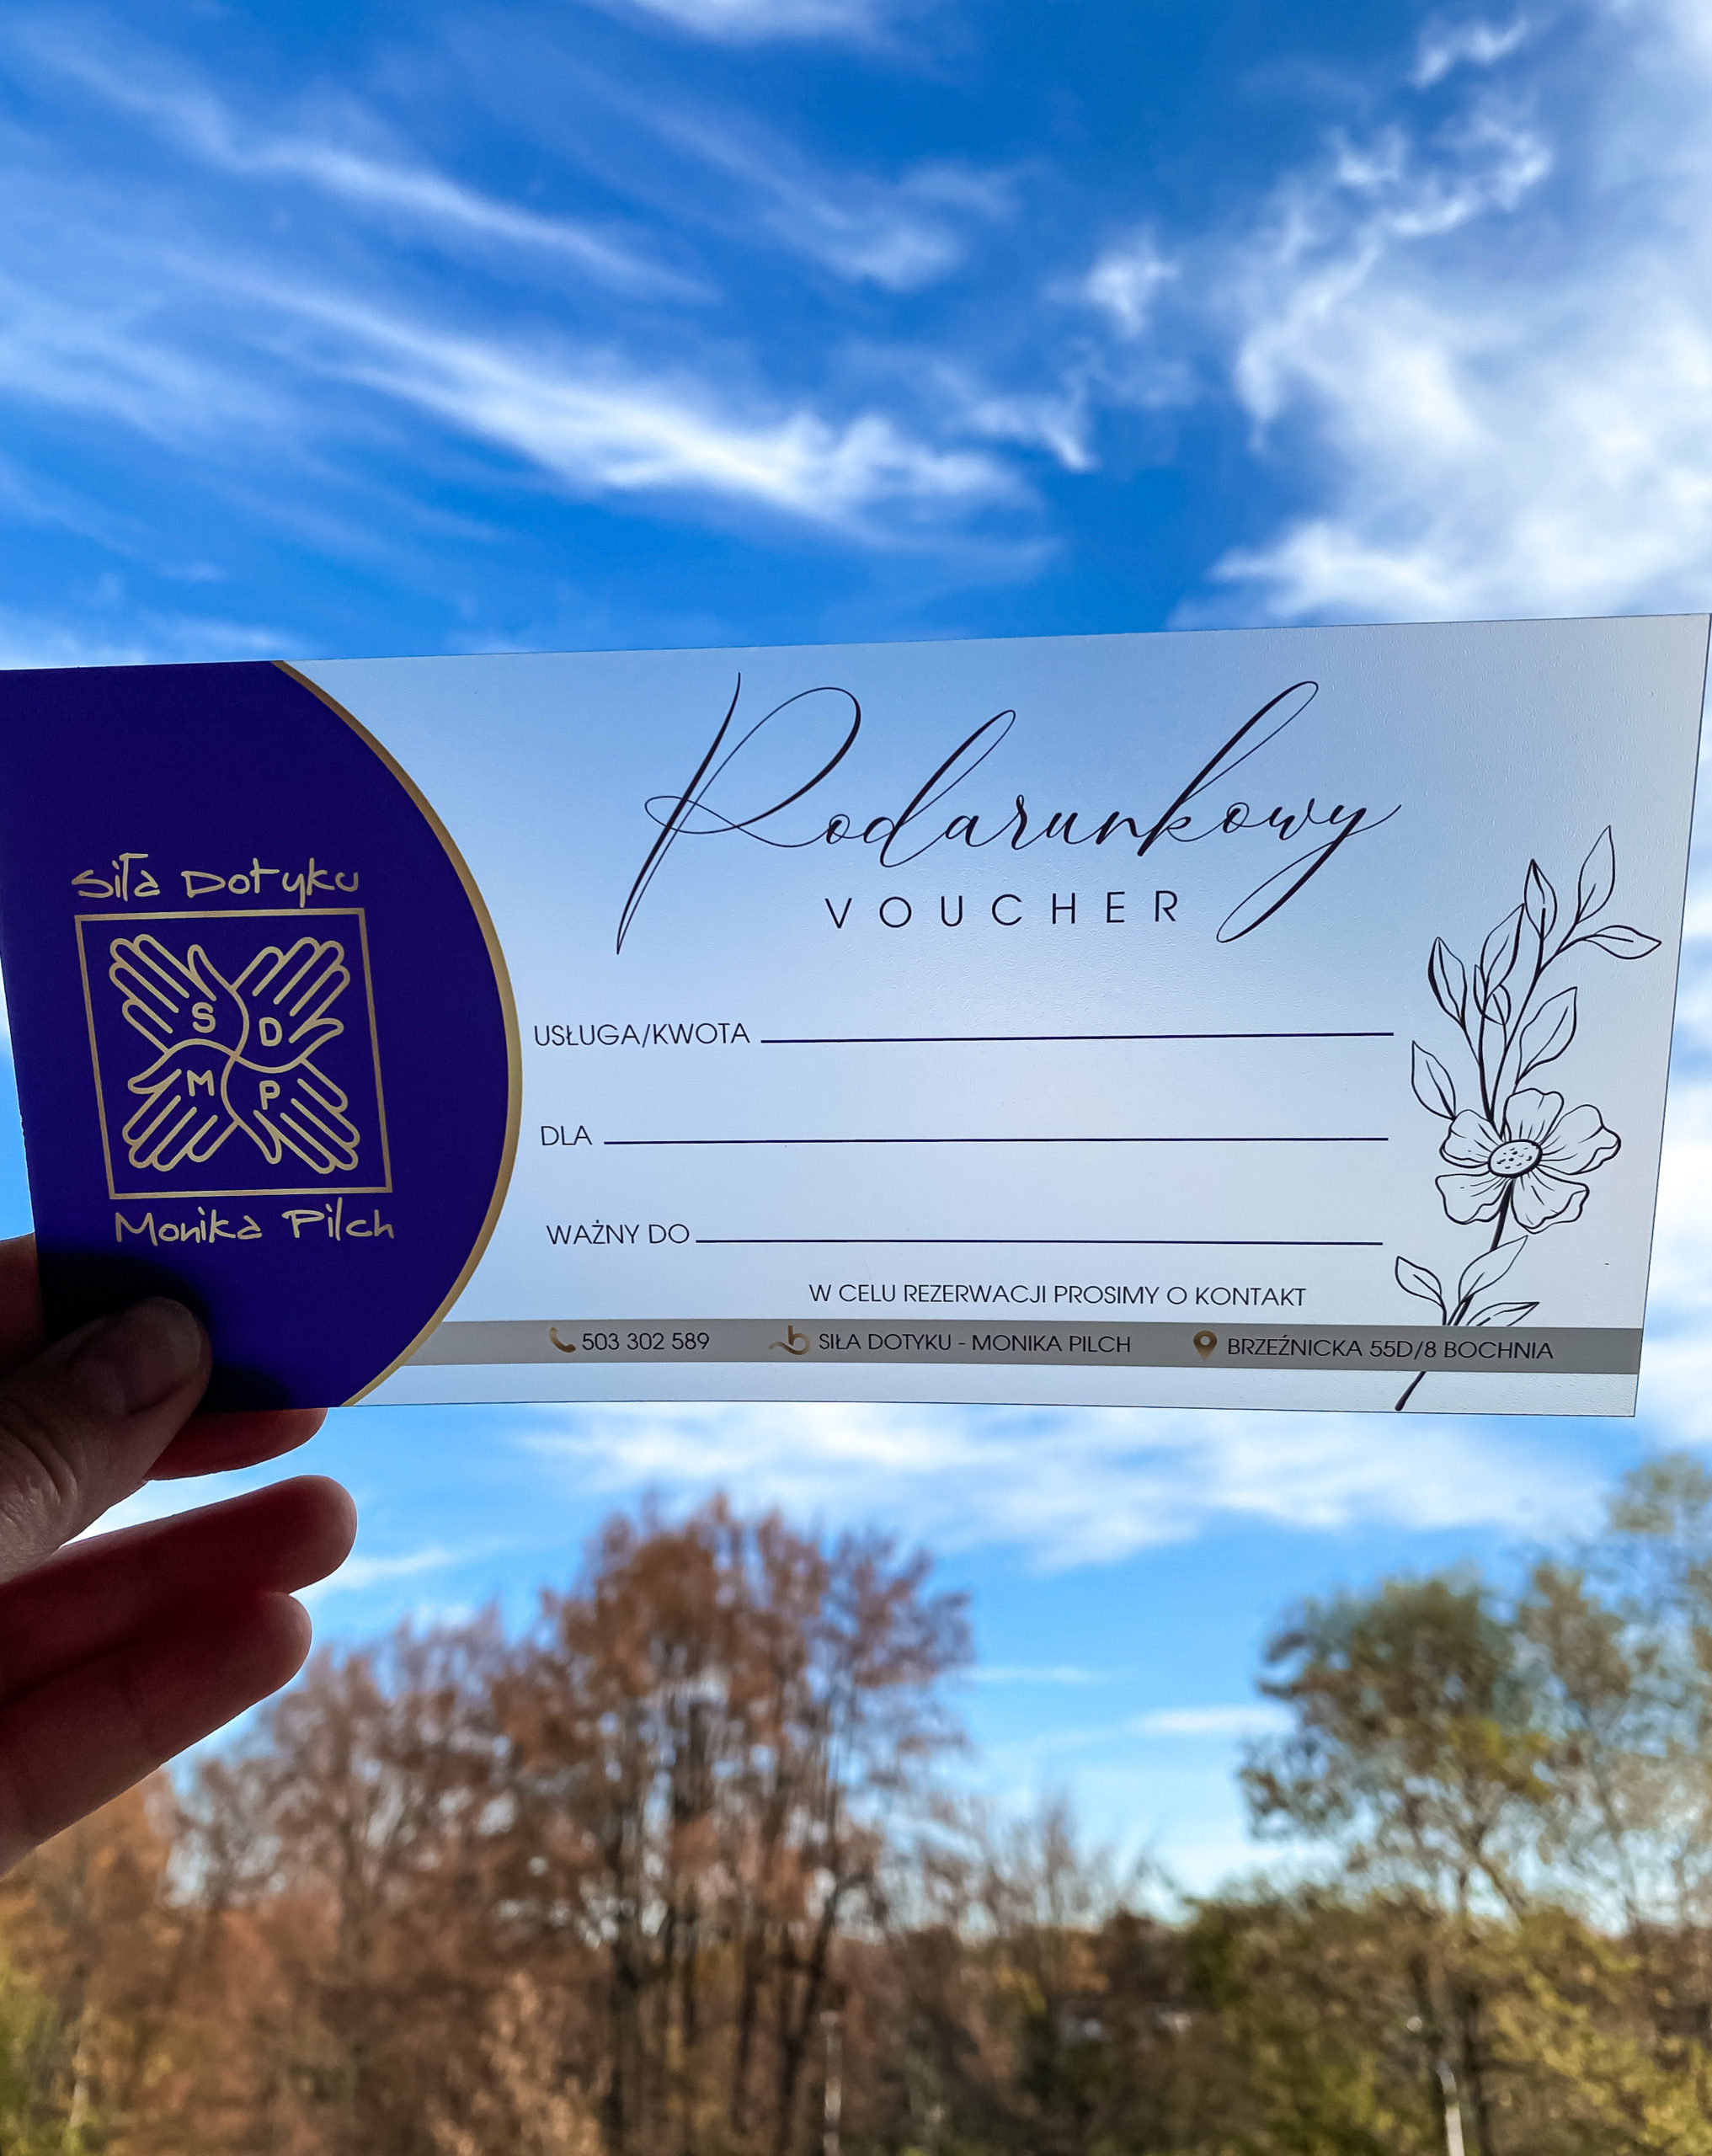 Siła Dotyku
S D
M P
Monika Pilch
Podarunkowy
VOUCHER
USŁUGA/KWOTA
DLA
WAŻNY DO
W CELU REZERWACJI PROSIMY O KONTAKT
503 302 589 SIŁA DOTYKU - MONIKA PILCH BRZEŹNICKA 55D/8 BOCHNIA